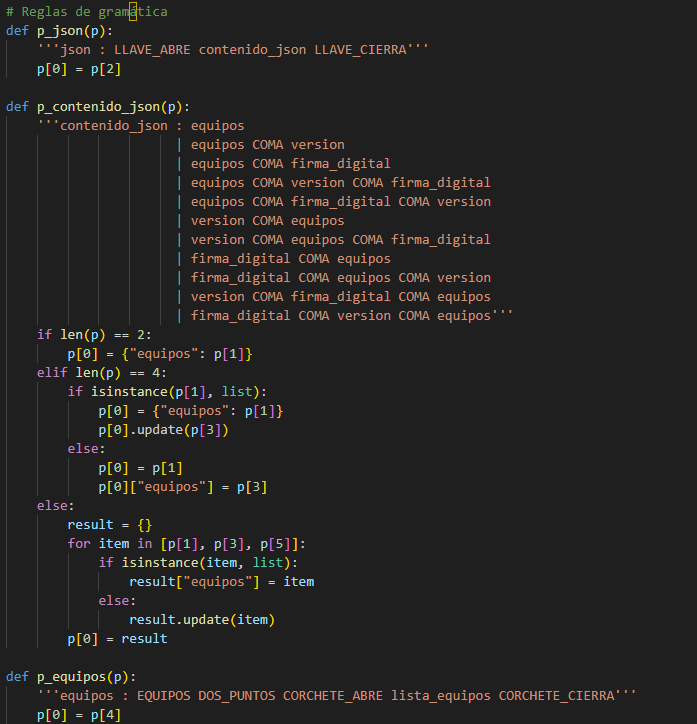 # Reglas de gramática
def p_json(p):
    '''json : LLAVE_ABRE contenido_json LLAVE_CIERRA'''
    p[0] = p[2]

def p_contenido_json(p):
    '''contenido_json : equipos
                      | equipos COMA version
                      | equipos COMA firma_digital
                      | equipos COMA version COMA firma_digital
                      | equipos COMA firma_digital COMA version
                      | version COMA equipos
                      | version COMA equipos COMA firma_digital
                      | firma_digital COMA equipos
                      | firma_digital COMA equipos COMA version
                      | version COMA firma_digital COMA equipos
                      | firma_digital COMA version COMA equipos'''
    if len(p) == 2:
        p[0] = {"equipos": p[1]}
    elif len(p) == 4:
        if isinstance(p[1], list):
            p[0] = {"equipos": p[1]}
            p[0].update(p[3])
        else:
            p[0] = p[1]
            p[0]["equipos"] = p[3]
    else:
        result = {}
        for item in [p[1], p[3], p[5]]:
            if isinstance(item, list):
                result["equipos"] = item
            else:
                result.update(item)
        p[0] = result

def p_equipos(p):
    '''equipos : EQUIPOS DOS_PUNTOS CORCHETE_ABRE lista_equipos CORCHETE_CIERRA'''
    p[0] = p[4]